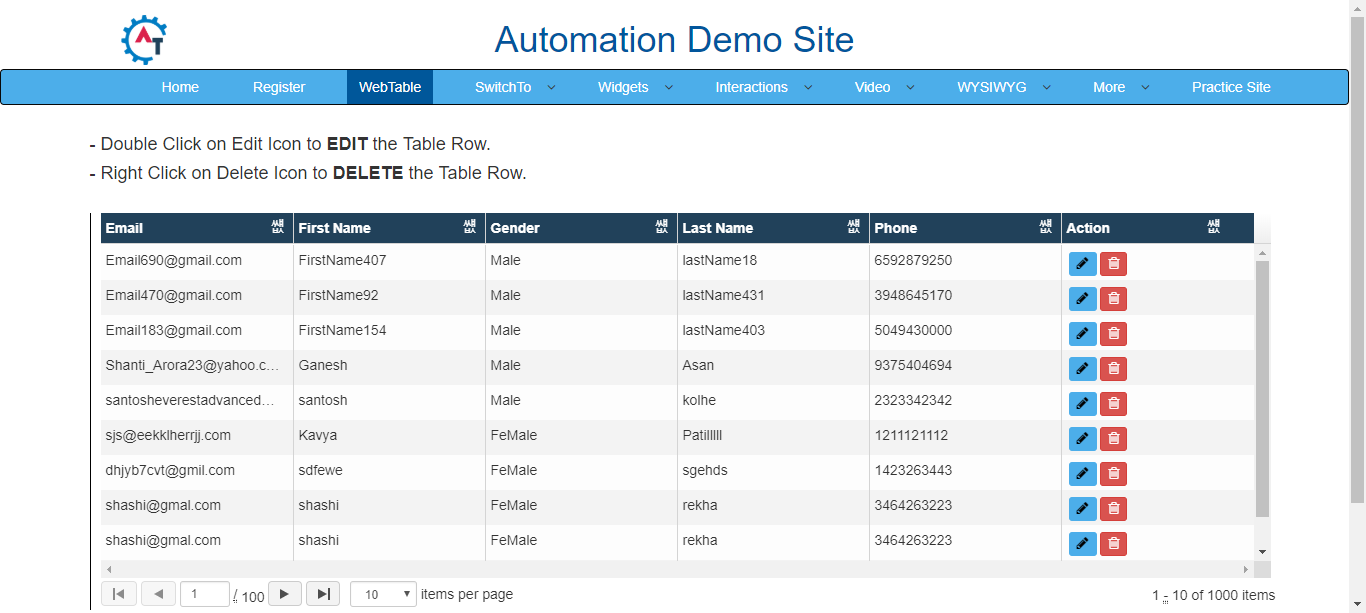 AT
Automation Demo Site
Home Register WebTable SwitchTo Widgets Interactions Video WYSIWYG More Practice Site
- Double Click on Edit Icon to EDIT the Table Row.
- Right Click on Delete Icon to DELETE the Table Row.
Email First Name Gender Last Name Phone Action
Email690@gmail.com FirstName407 Male lastName18 6592879250
Email470@gmail.com FirstName92 Male lastName431 3948645170
Email183@gmail.com FirstName154 Male lastName403 5049430000
Shanti_Arora23@yahoo.c... Ganesh Male Asan 9375404694
santosheverestadvanced... santosh Male kolhe 2323342342
sjs@eekklherrjj.com Kavya FeMale Patilllll 1211121112
dhjyb7cvt@gmil.com sdfewe FeMale sgehds 1423263443
shashi@gmal.com shashi FeMale rekha 3464263223
shashi@gmal.com shashi FeMale rekha 3464263223
1 / 100 10 items per page 1 - 10 of 1000 items